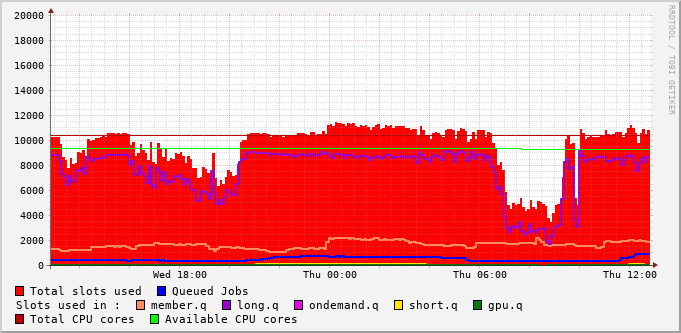 RRDTOOL / TOBI OETIKER
20000
18000
16000
14000
12000
10000
8000
6000
4000
2000
0
Wed 18:00 Thu 00:00 Thu 06:00 Thu 12:00
Total slots used Queued Jobs
Slots used in : member.q long.q ondemand.q short.q gpu.q
Total CPU cores Available CPU cores